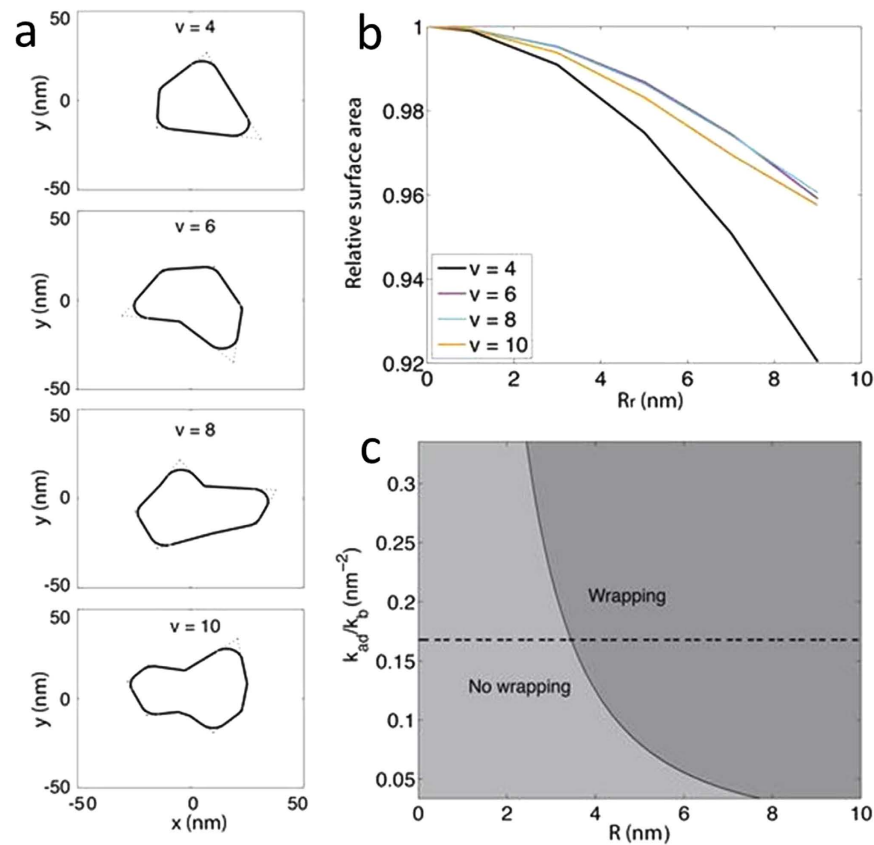 a
v = 4
50
0
-50
y (nm)
v = 6
50
0
-50
y (nm)
v = 8
50
0
-50
y (nm)
v = 10
50
0
-50
y (nm)
-50 0 50
x (nm)
b
1
0.98
0.96
0.94
0.92
Relative surface area
v = 4
v = 6
v = 8
v = 10
0 2 4 6 8 10
Rr (nm)
c
0.3
0.25
0.2
0.15
0.1
0.05
k_ad/k_b (nm⁻²)
Wrapping
No wrapping
0 2 4 6 8 10
R (nm)